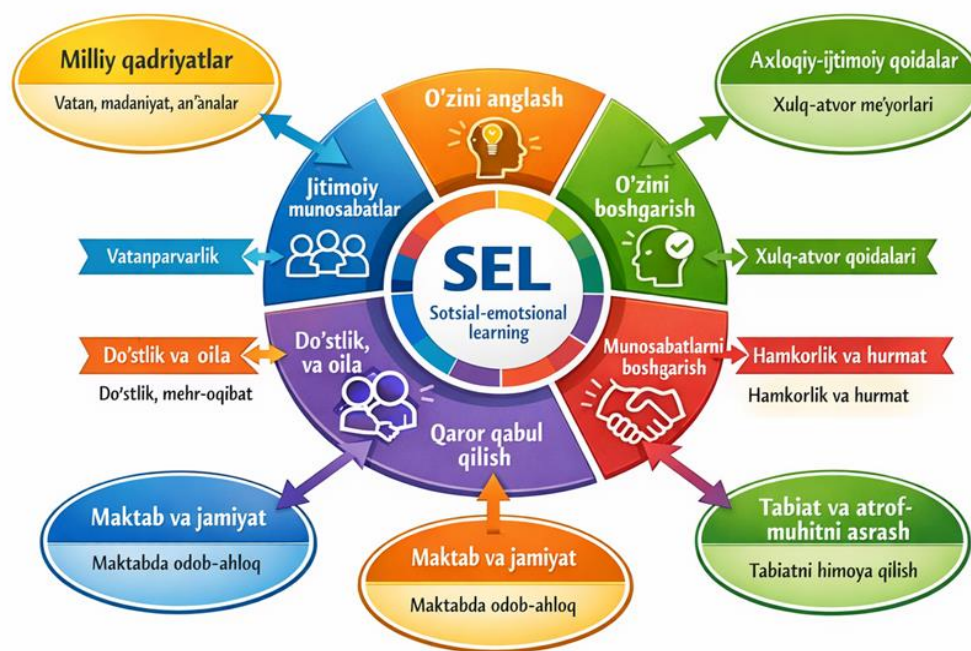 Milliy qadriyatlar
Vatan, madaniyat, an'analar
Axloqiy-ijtimoiy qoidalar
Xulq-atvor me'yorlari
O'zini anglash
Jitimoiy
munosabatlar
O'zini
boshgarish
SEL
Sotsial-emotsional
learning
Vatanparvarlik
Xulq-atvor qoidalari
Do'stlik va oila
Do'stlik, mehr-oqibat
Do'stlik,
va oila
Munosabatlarni
boshgarish
Hamkorlik va hurmat
Hamkorlik va hurmat
Qaror qabul
qilish
Maktab va jamiyat
Maktabda odob-ahloq
Maktab va jamiyat
Maktabda odob-ahloq
Tabiat va atrof-
muhitni asrash
Tabiatni himoya qilish